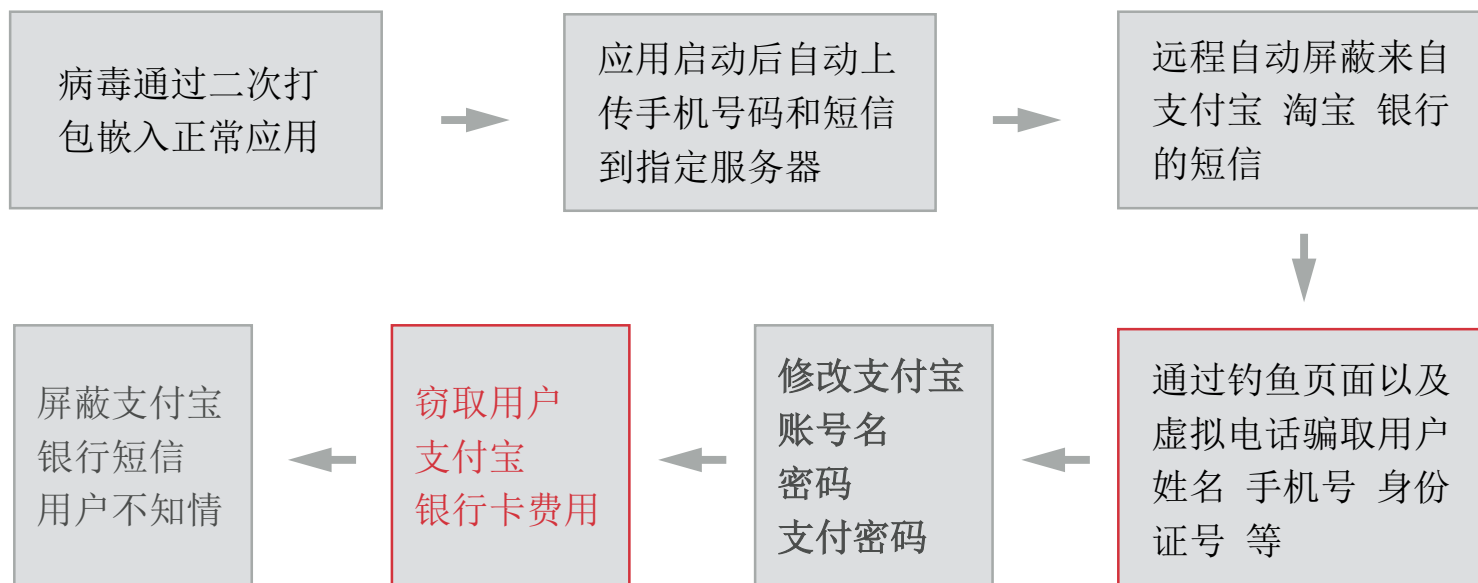 病毒通过二次打
包嵌入正常应用
应用启动后自动上
传手机号码和短信
到指定服务器
远程自动屏蔽来自
支付宝 淘宝 银行
的短信
通过钓鱼页面以及
虚拟电话骗取用户
姓名 手机号 身份
证号 等
修改支付宝
账号名
密码
支付密码
窃取用户
支付宝
银行卡费用
屏蔽支付宝
银行短信
用户不知情